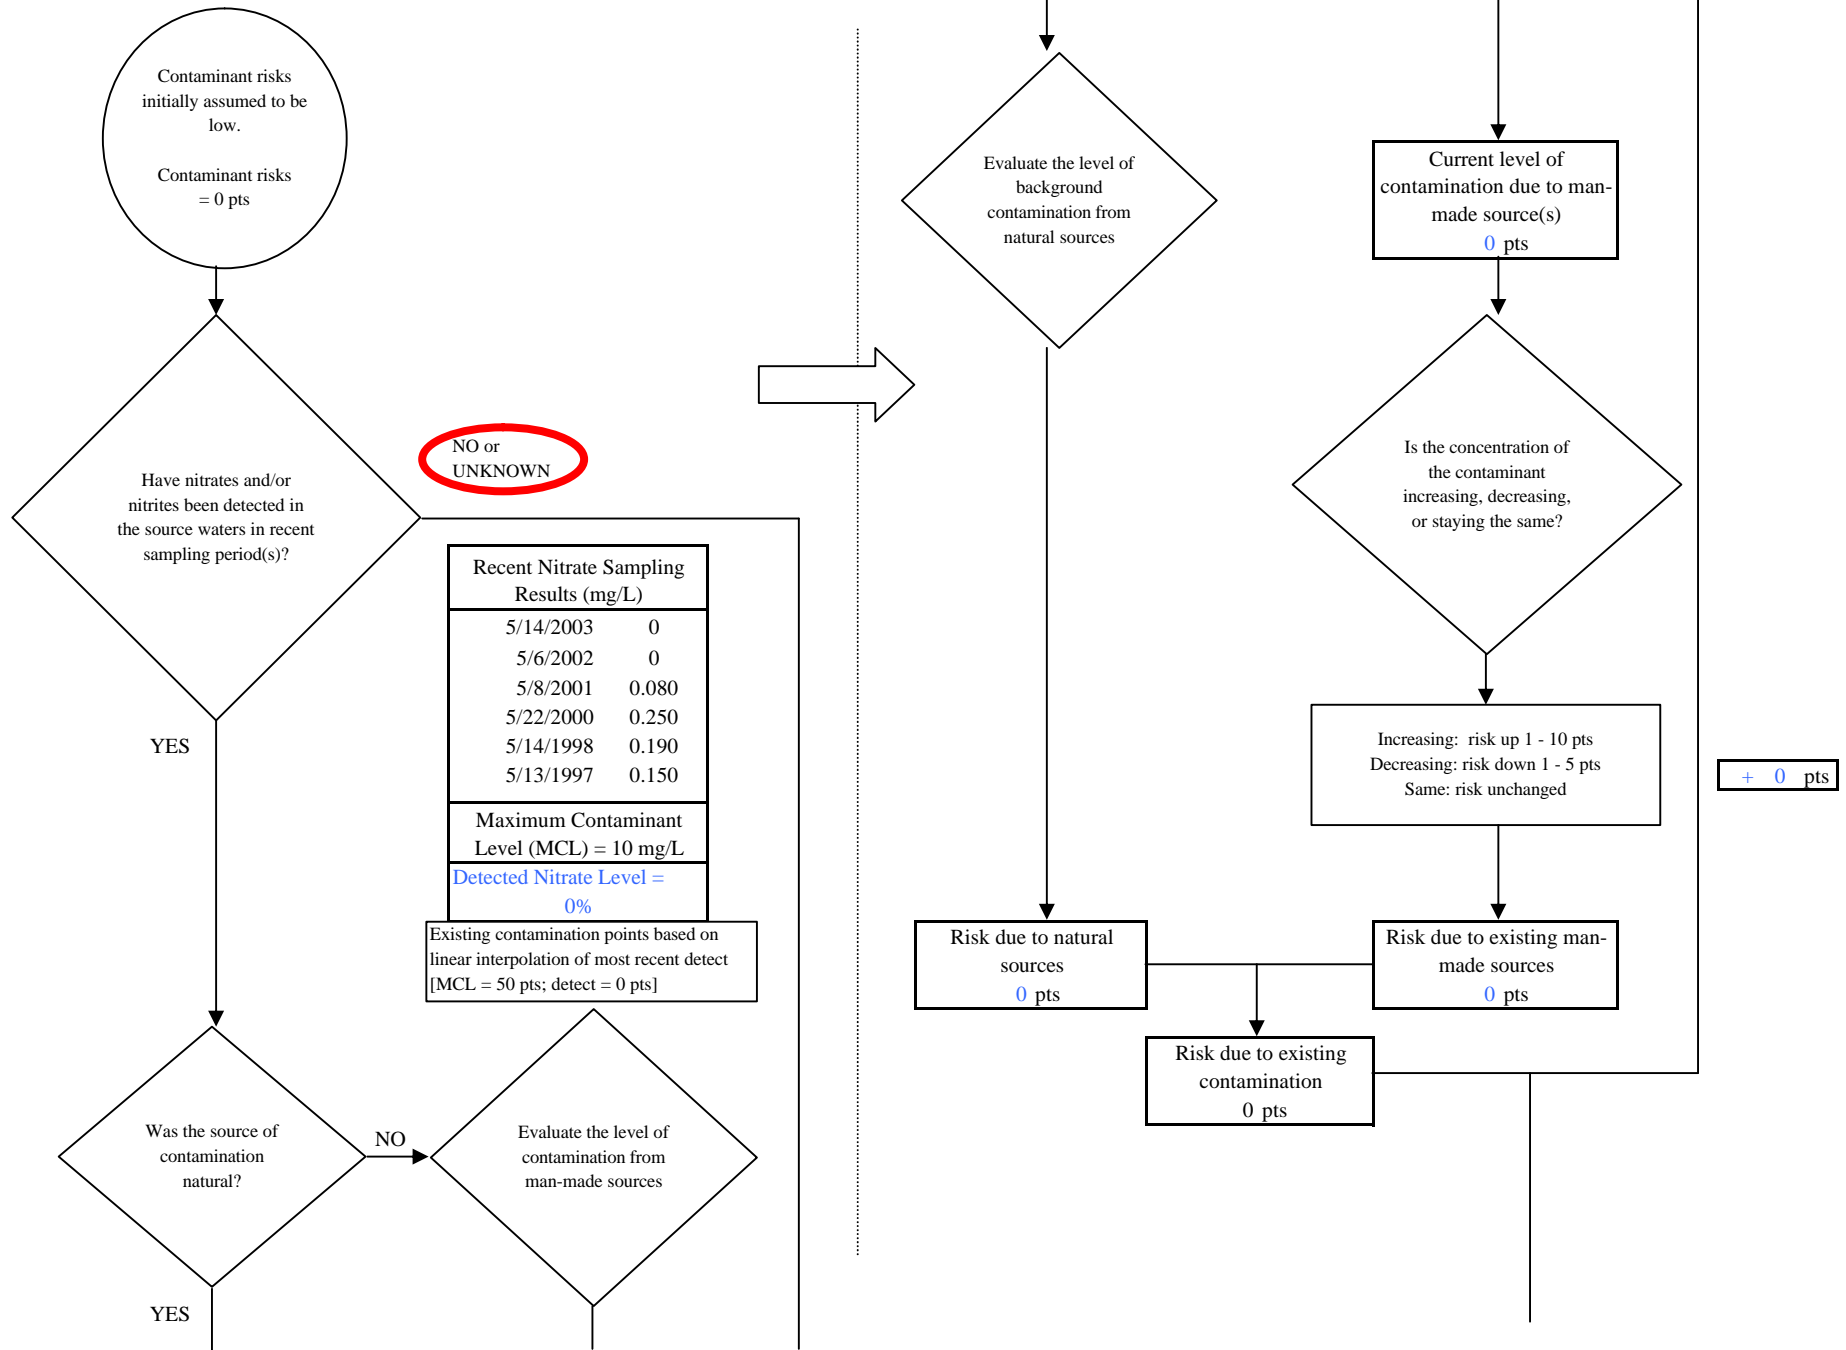 Contaminant risks
initially assumed to be
low.
Contaminant risks
= 0 pts
Have nitrates and/or
nitrites been detected in
the source waters in recent
sampling period(s)?
NO or
UNKNOWN
YES
Recent Nitrate Sampling
Results (mg/L)
5/14/2003 0
5/6/2002 0
5/8/2001 0.080
5/22/2000 0.250
5/14/1998 0.190
5/13/1997 0.150
Maximum Contaminant
Level (MCL) = 10 mg/L
Detected Nitrate Level =
0%
Existing contamination points based on
linear interpolation of most recent detect
[MCL = 50 pts; detect = 0 pts]
Was the source of
contamination
natural?
NO
Evaluate the level of
contamination from
man-made sources
YES
Evaluate the level of
background
contamination from
natural sources
Current level of
contamination due to man-
made source(s)
0 pts
Is the concentration of
the contaminant
increasing, decreasing,
or staying the same?
Increasing: risk up 1 - 10 pts
Decreasing: risk down 1 - 5 pts
Same: risk unchanged
+ 0 pts
Risk due to natural
sources
0 pts
Risk due to existing man-
made sources
0 pts
Risk due to existing
contamination
0 pts